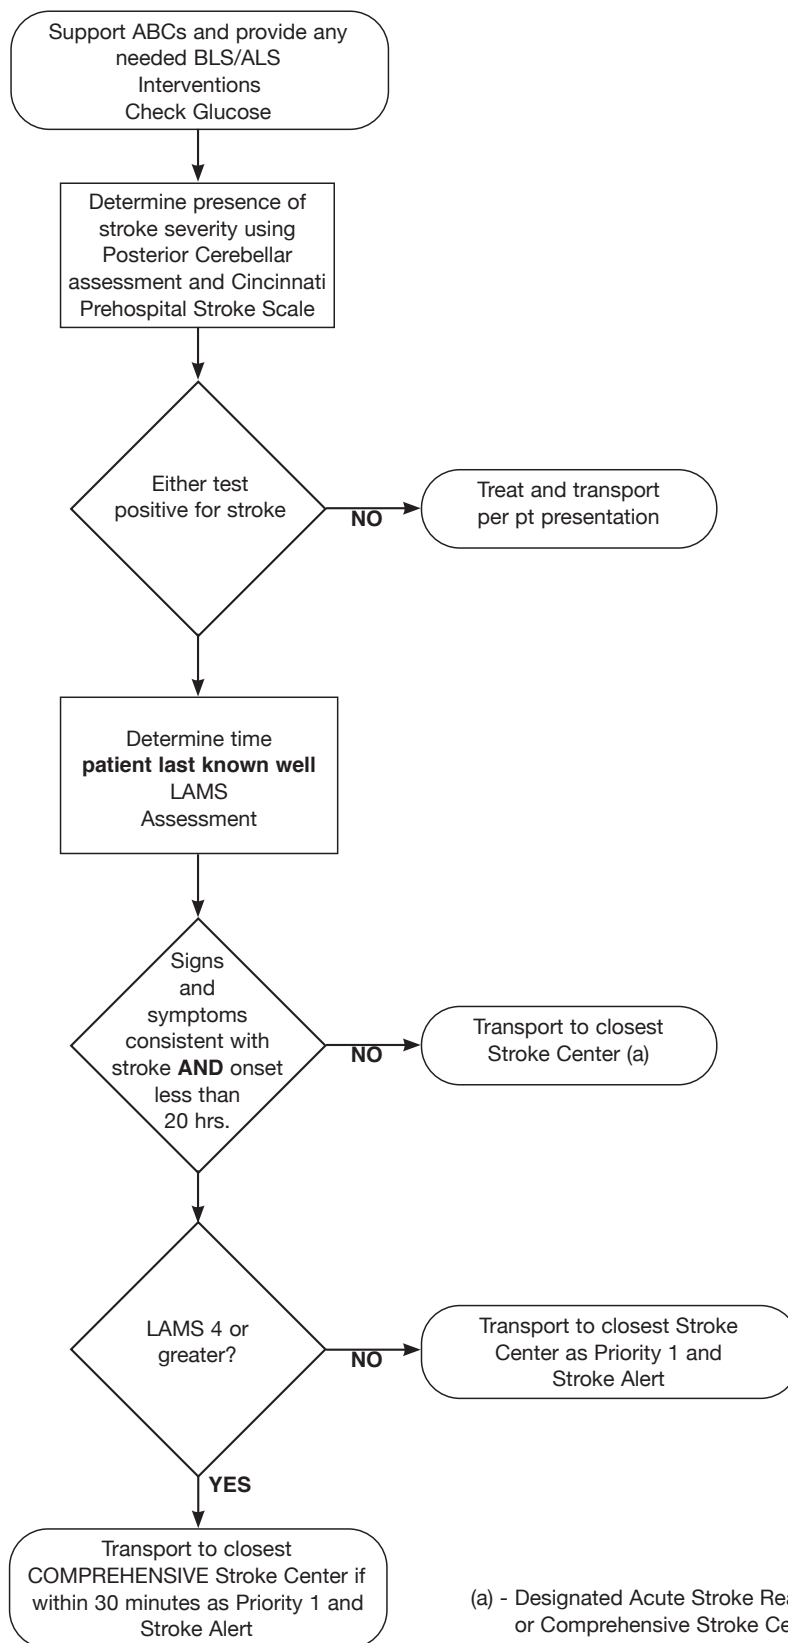 Support ABCs and provide any
needed BLS/ALS
Interventions
Check Glucose
Determine presence of
stroke severity using
Posterior Cerebellar
assessment and Cincinnati
Prehospital Stroke Scale
Either test
positive for stroke
NO
Treat and transport
per pt presentation
Determine time
patient last known well
LAMS
Assessment
Signs
and
symptoms
consistent with
stroke AND onset
less than
20 hrs.
NO
Transport to closest
Stroke Center (a)
LAMS 4 or
greater?
NO
Transport to closest Stroke
Center as Priority 1 and
Stroke Alert
YES
Transport to closest
COMPREHENSIVE Stroke Center if
within 30 minutes as Priority 1 and
Stroke Alert
(a) - Designated Acute Stroke
or Comprehensive Stroke